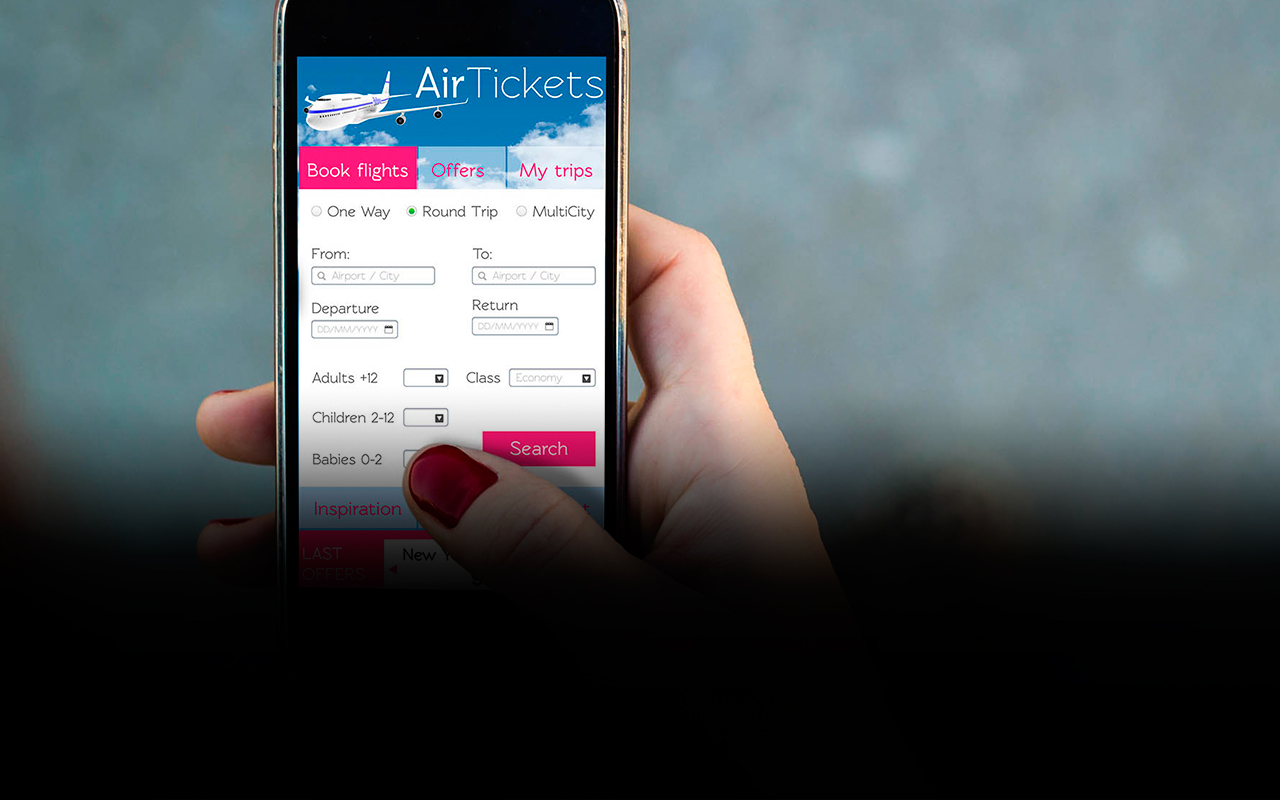 AirTickets
Book flights Offers My trips
One Way Round Trip MultiCity
From: To:
Airport / City Airport / City
Departure Return
DD/MM/YYYY DD/MM/YYYY
Adults +12 Class Economy
Children 2-12
Search
Babies 0-2
Inspiration
LAST New
OFFERS